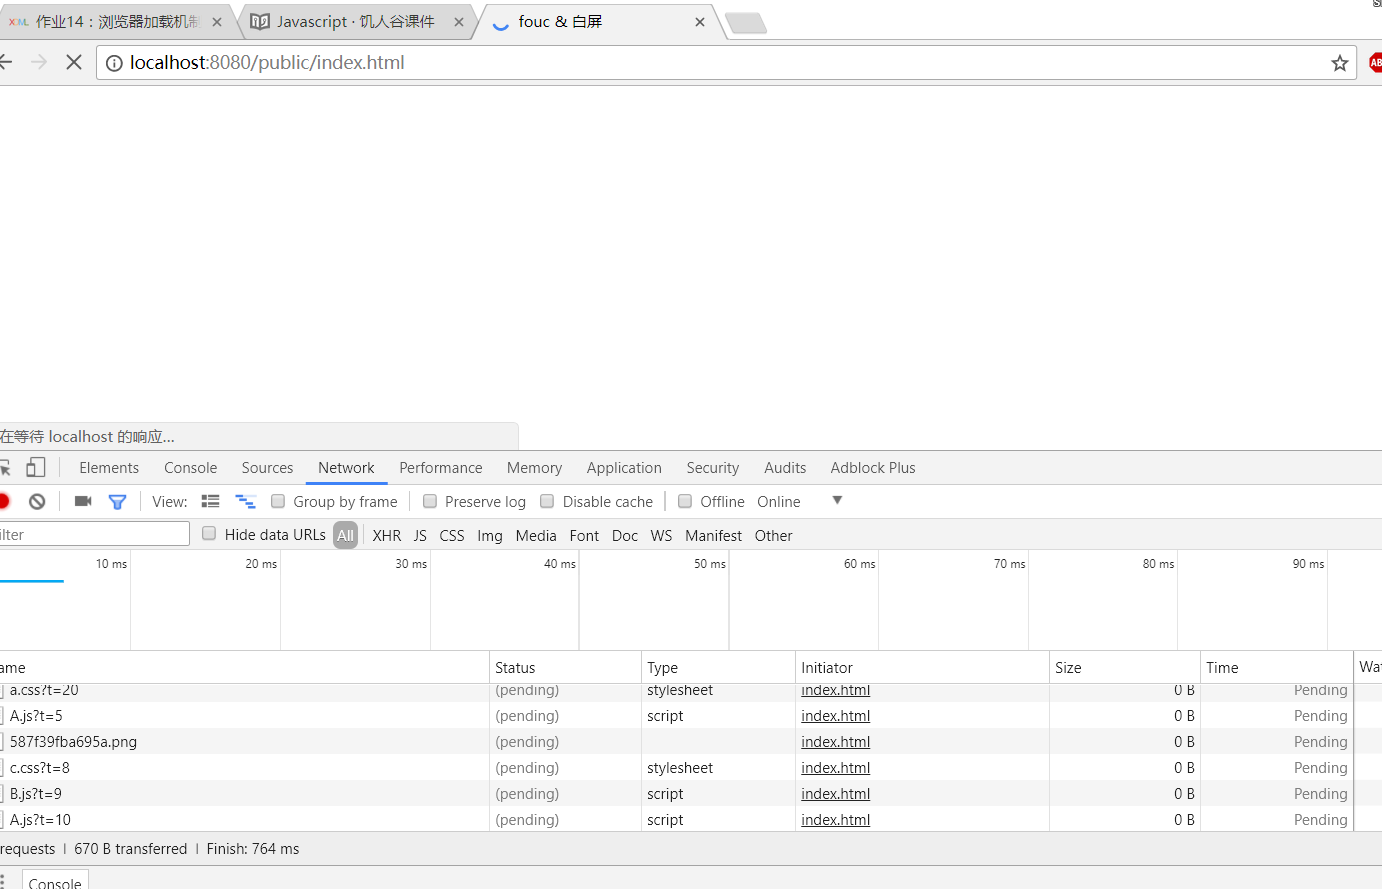 作业14：浏览器加载机制
Javascript · 饥人谷课件
fouc & 白屏
localhost:8080/public/index.html
在等待 localhost 的响应...
Elements Console Sources Network Performance Memory Application Security Audits Adblock Plus
View: Group by frame Preserve log Disable cache Offline Online
ilter Hide data URLs All XHR JS CSS Img Media Font Doc WS Manifest Other
10 ms 20 ms 30 ms 40 ms 50 ms 60 ms 70 ms 80 ms 90 ms
ame Status Type Initiator Size Time Wat
a.css?t=20 (pending) stylesheet index.html 0 B Pending
A.js?t=5 (pending) script index.html 0 B Pending
587f39fba695a.png (pending) index.html 0 B Pending
c.css?t=8 (pending) stylesheet index.html 0 B Pending
B.js?t=9 (pending) script index.html 0 B Pending
A.js?t=10 (pending) script index.html 0 B Pending
requests | 670 B transferred | Finish: 764 ms
Console